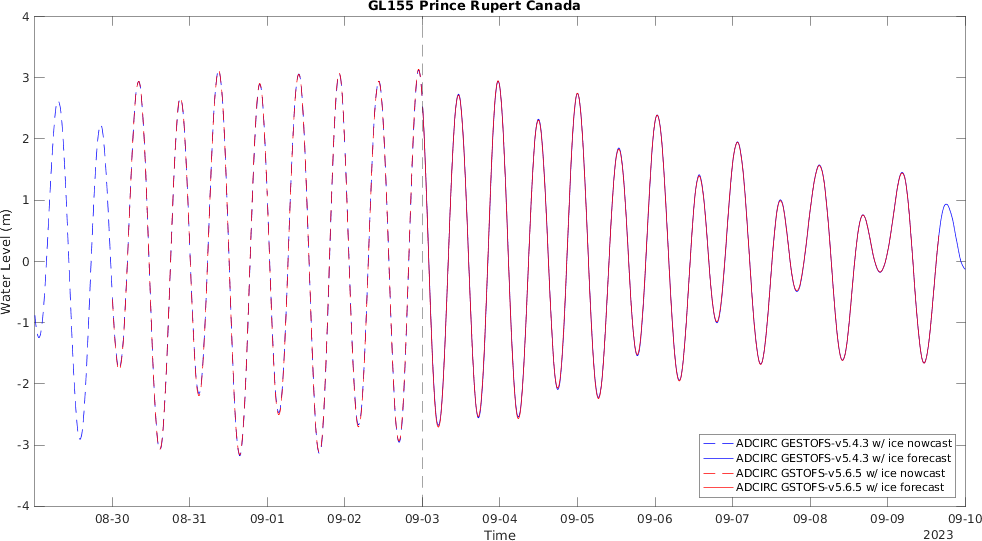 GL155 Prince Rupert Canada
4
3
2
1
0
-1
-2
-3
-4
Water Level (m)
ADCIRC GESTOFS-v5.4.3 w/ ice nowcast
ADCIRC GESTOFS-v5.4.3 w/ ice forecast
ADCIRC GSTOFS-v5.6.5 w/ ice nowcast
ADCIRC GSTOFS-v5.6.5 w/ ice forecast
08-30 08-31 09-01 09-02 09-03 09-04 09-05 09-06 09-07 09-08 09-09 09-10
Time
2023